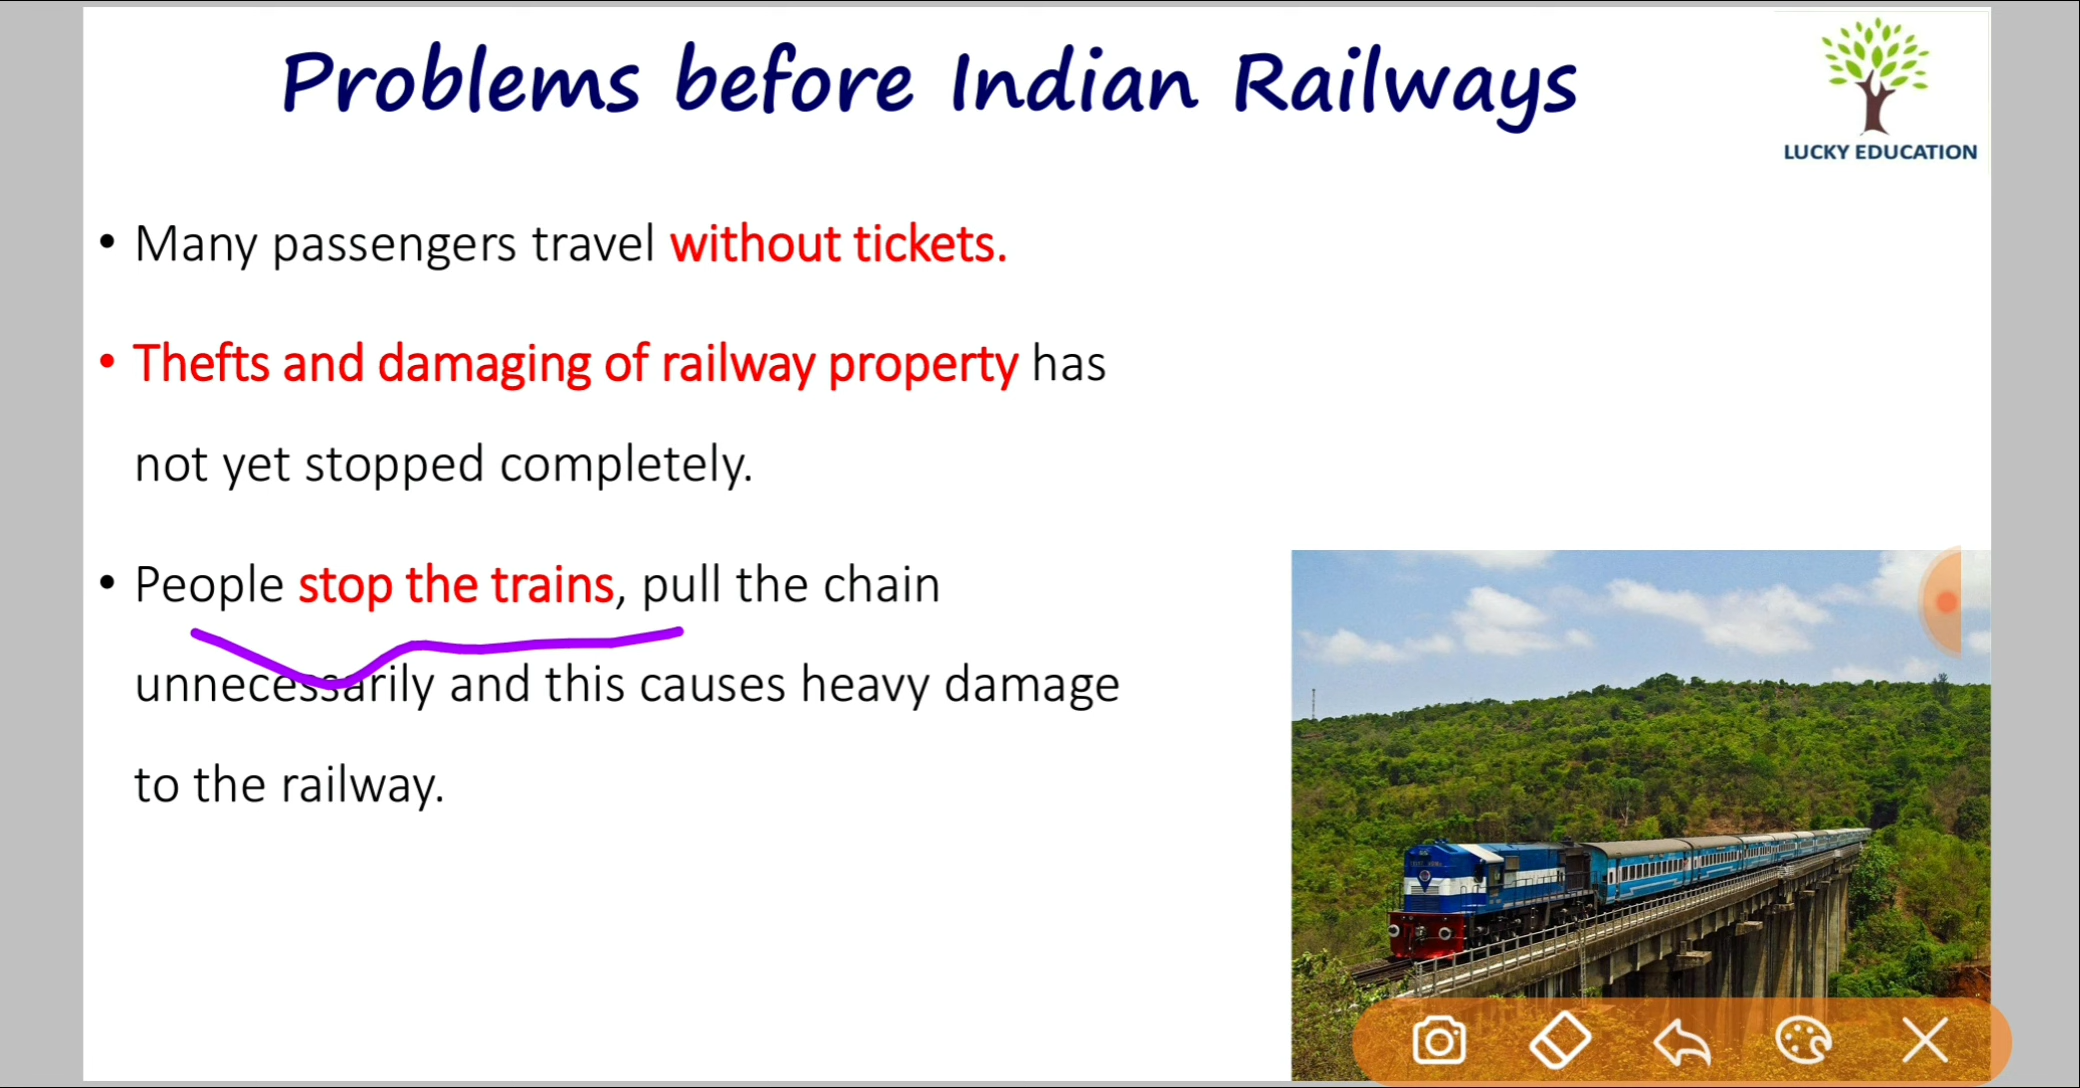 Problems before Indian Railways
LUCKY EDUCATION
• Many passengers travel without tickets.
• Thefts and damaging of railway property has
not yet stopped completely.
• People stop the trains, pull the chain
unnecessarily and this causes heavy damage
to the railway.